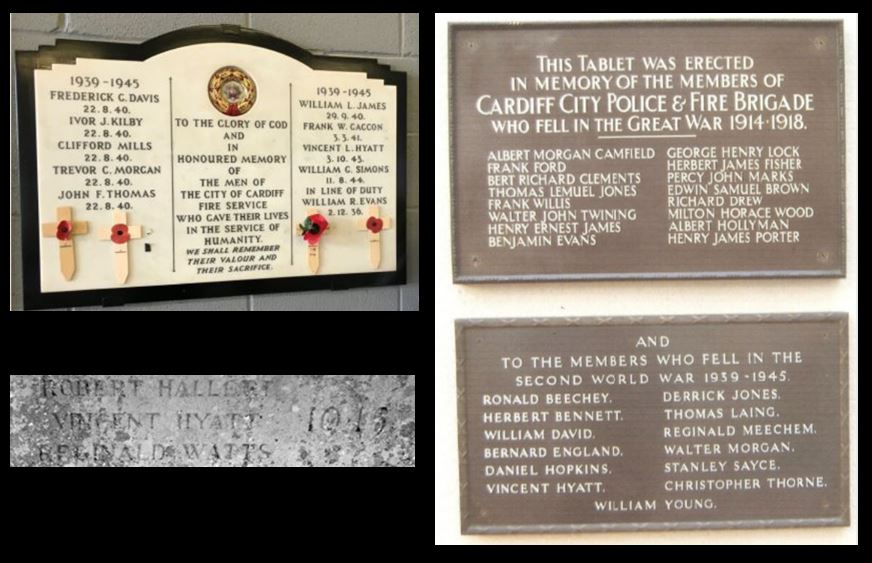 1939-1945
FREDERICK C. DAVIS
22.8.40.
IVOR J. KILBY
22.8.40.
CLIFFORD MILLS
22.8.40.
TREVOR C. MORGAN
22.8.40.
JOHN F. THOMAS
22.8.40.
TO THE GLORY OF GOD
AND
IN
HONOURED MEMORY
OF
THE MEN OF
THE CITY OF CARDIFF
FIRE SERVICE
WHO GAVE THEIR LIVES
IN THE SERVICE OF
HUMANITY.
WE SHALL REMEMBER
THEIR VALOUR AND
THEIR SACRIFICE.
1939-1945
WILLIAM L. JAMES
29.9.40.
FRANK W. GACCON
3.3.41.
VINCENT L. HYATT
3.10.45.
WILLIAM G. SIMONS
11.8.44.
IN LINE OF DUTY
WILLIAM R. EVANS
2.12.36.
ROBERT HALLETT
VINCENT HYATT 1945
REGINALD WATTS
THIS TABLET WAS ERECTED
IN MEMORY OF THE MEMBERS OF
CARDIFF CITY POLICE & FIRE BRIGADE
WHO FELL IN THE GREAT WAR 1914-1918.
ALBERT MORGAN CAMFIELD
FRANK FORD
BERT RICHARD CLEMENTS
THOMAS LEMUEL JONES
FRANK WILLIS
WALTER JOHN TWINING
HENRY ERNEST JAMES
BENJAMIN EVANS
GEORGE HENRY LOCK
HERBERT JAMES FISHER
PERCY JOHN MARKS
EDWIN SAMUEL BROWN
RICHARD DREW
MILTON HORACE WOOD
ALBERT HOLLYMAN
HENRY JAMES PORTER
AND
TO THE MEMBERS WHO FELL IN THE
SECOND WORLD WAR 1939-1945.
RONALD BEECHEY.
HERBERT BENNETT.
WILLIAM DAVID.
BERNARD ENGLAND.
DANIEL HOPKINS.
VINCENT HYATT.
DERRICK JONES.
THOMAS LAING.
REGINALD MEECHEM.
WALTER MORGAN.
STANLEY SAYCE.
CHRISTOPHER THORNE.
WILLIAM YOUNG.